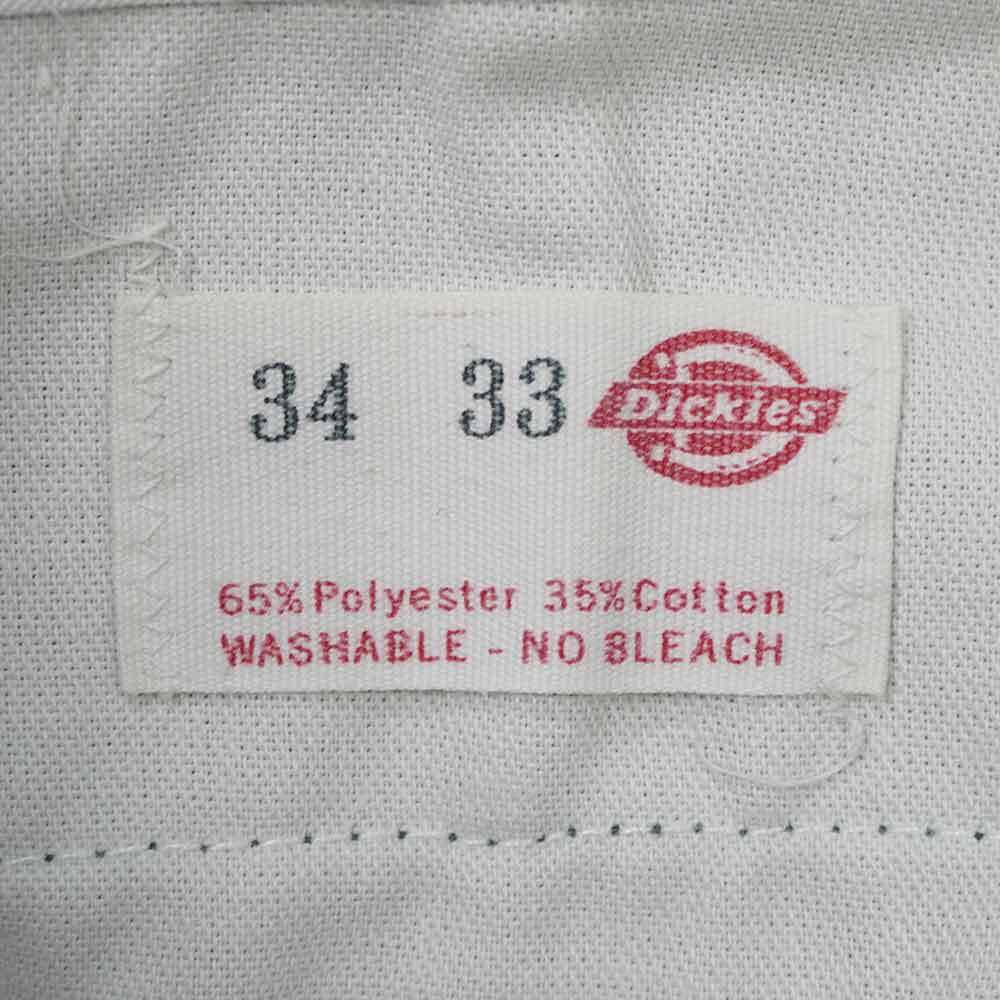 34 33 Dickies
65% Polyester 35% Cotton
WASHABLE - NO BLEACH